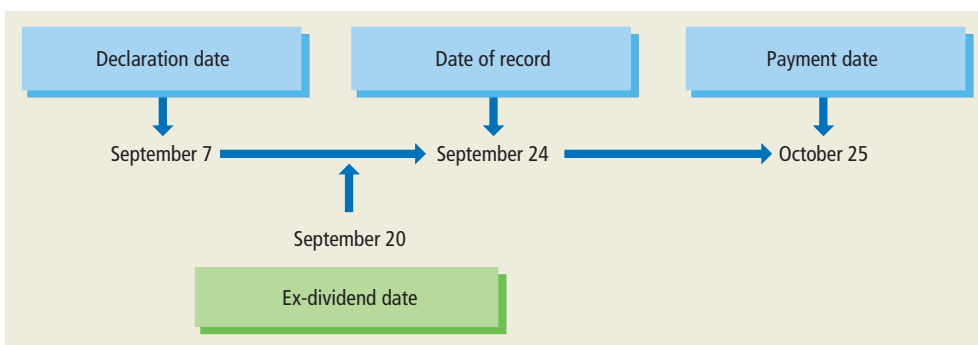 Declaration date
Date of record
Payment date
September 7
September 24
October 25
September 20
Ex-dividend date